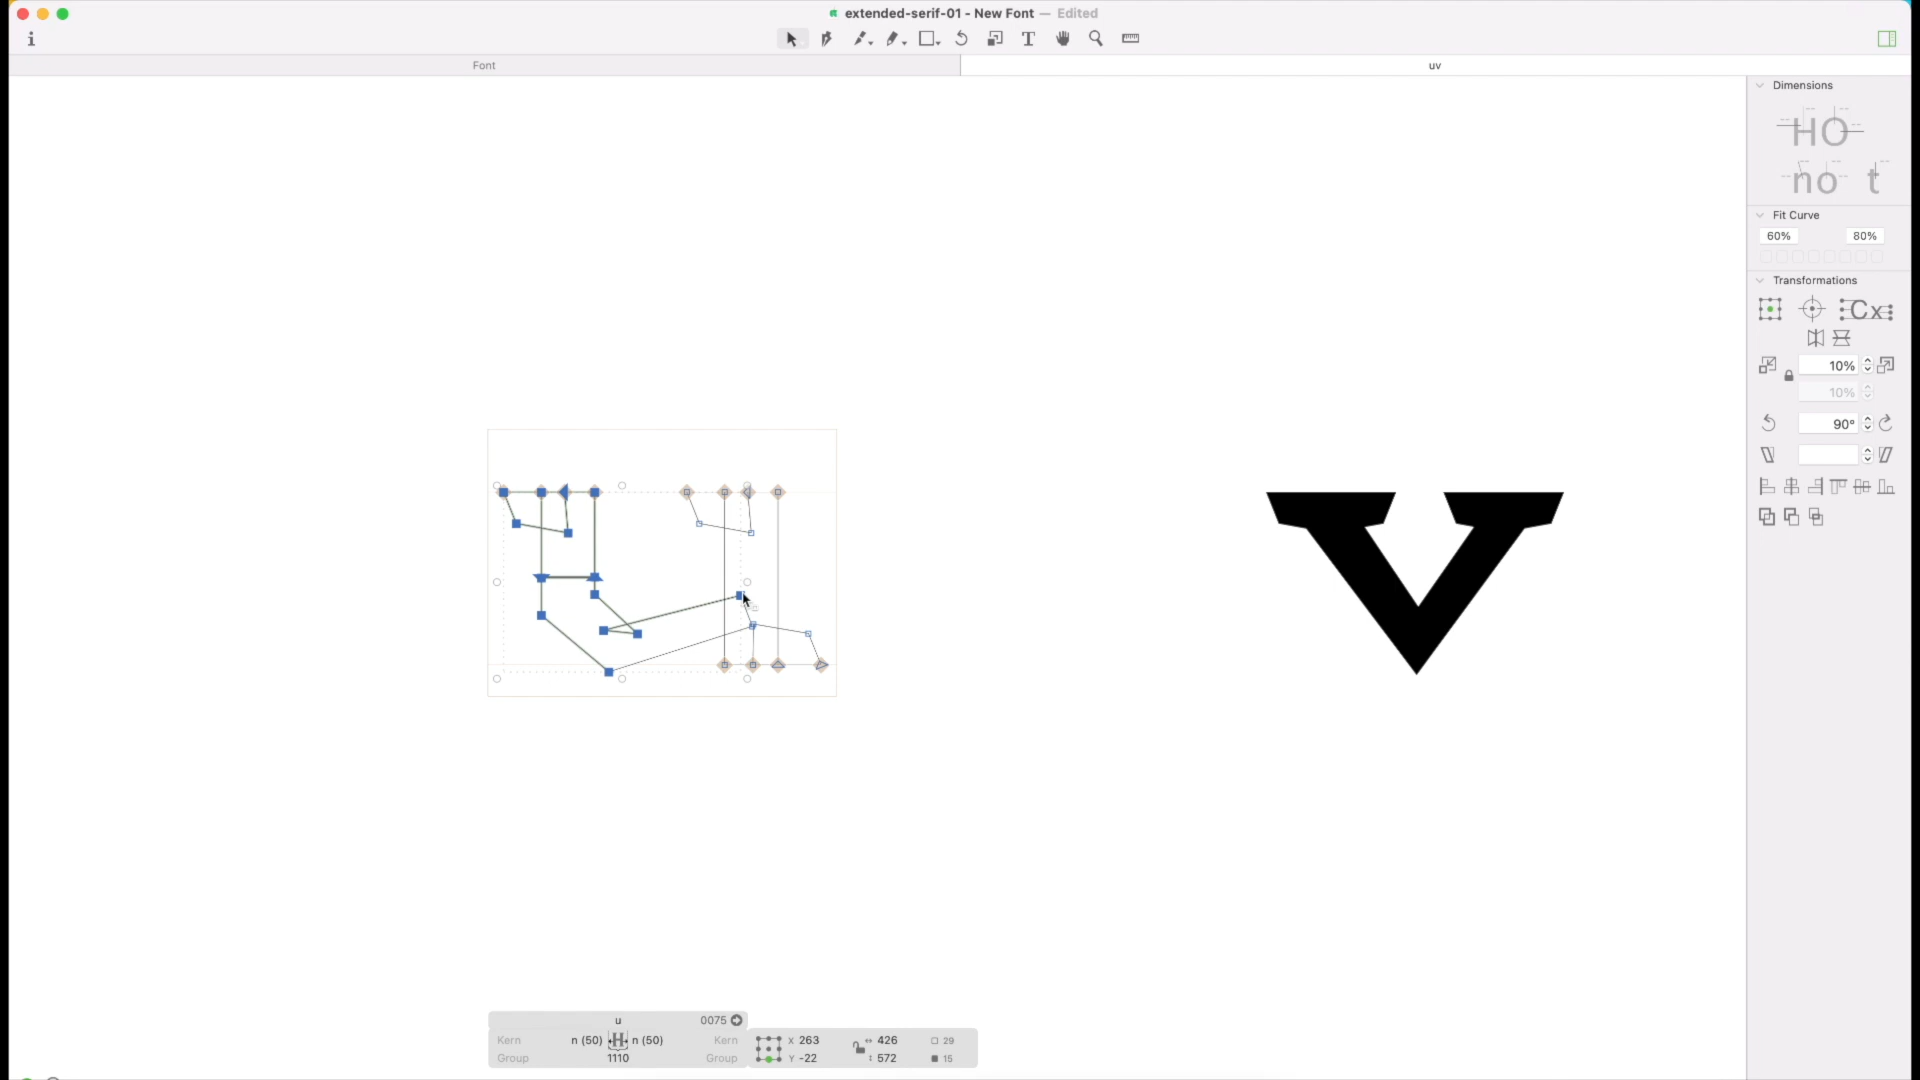 extended-serif-01 - New Font — Edited
Font
uv
Dimensions
HO
no t
Fit Curve
60% 80%
Transformations
Cx
10%
10%
90°
V
u 0075
Kern n (50) H n (50) Kern
Group 1110 Group
X 263 426 29
Y -22 572 15